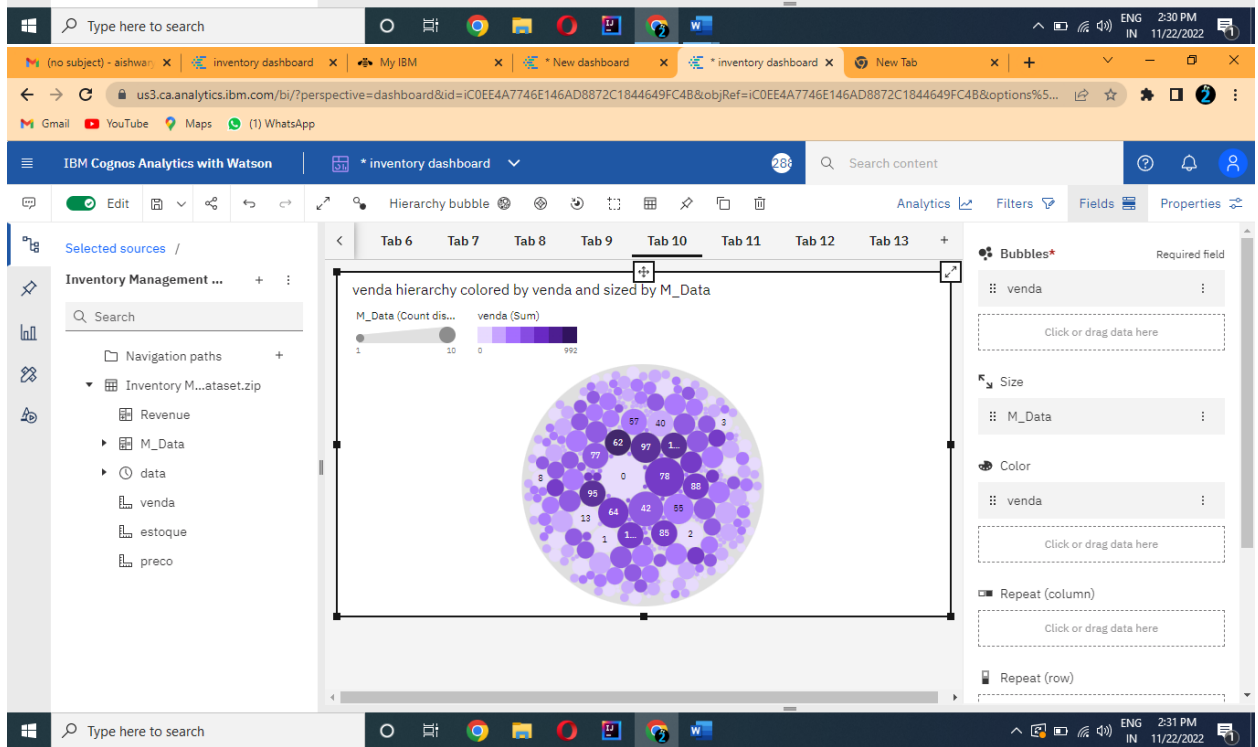 Type here to search
ENG 2:30 PM
IN 11/22/2022
(no subject) - aishwar
inventory dashboard
My IBM
* New dashboard
* inventory dashboard
New Tab
us3.ca.analytics.ibm.com/bi/?perspective=dashboard&id=iC0EE4A7746E146AD8872C1844649FC4B&objRef=iC0EE4A7746E146AD8872C1844649FC4B&options%5...
Gmail YouTube Maps (1) WhatsApp
IBM Cognos Analytics with Watson
* inventory dashboard
288
Search content
Edit
Hierarchy bubble
Analytics
Filters
Fields
Properties
Selected sources /
Inventory Management ...
Search
Navigation paths
Inventory M...ataset.zip
Revenue
M_Data
data
venda
estoque
preco
Tab 6 Tab 7 Tab 8 Tab 9 Tab 10 Tab 11 Tab 12 Tab 13
venda hierarchy colored by venda and sized by M_Data
M_Data (Count dis...
1 10
venda (Sum)
0 992
57 40 3
62 97 1...
77
8 0 78 88
95
64 42 55
13
1 1... 85 2
Bubbles*
Required field
venda
Click or drag data here
Size
M_Data
Color
venda
Click or drag data here
Repeat (column)
Click or drag data here
Repeat (row)
Type here to search
ENG 2:31 PM
IN 11/22/2022